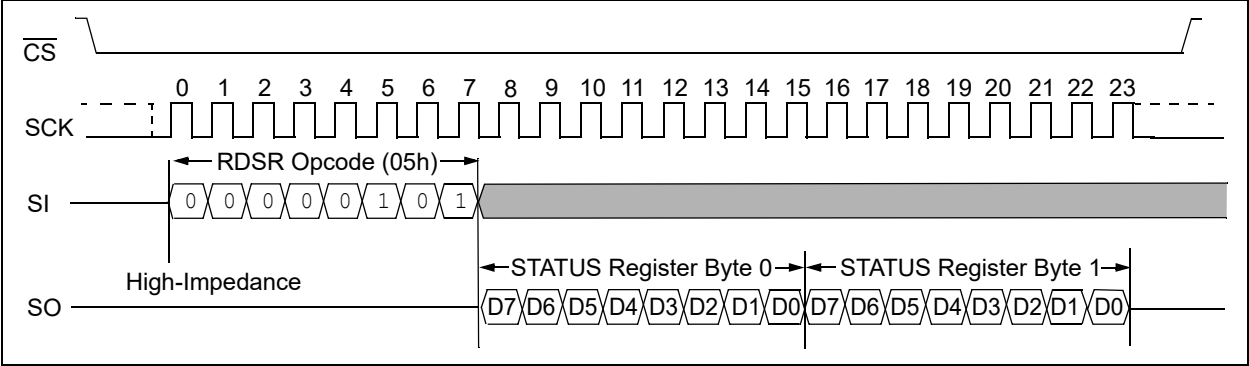 CS
0 1 2 3 4 5 6 7 8 9 10 11 12 13 14 15 16 17 18 19 20 21 22 23
SCK
RDSR Opcode (05h)
SI 0 0 0 0 0 1 0 1
High-Impedance
STATUS Register Byte 0 STATUS Register Byte 1
SO D7 D6 D5 D4 D3 D2 D1 D0 D7 D6 D5 D4 D3 D2 D1 D0